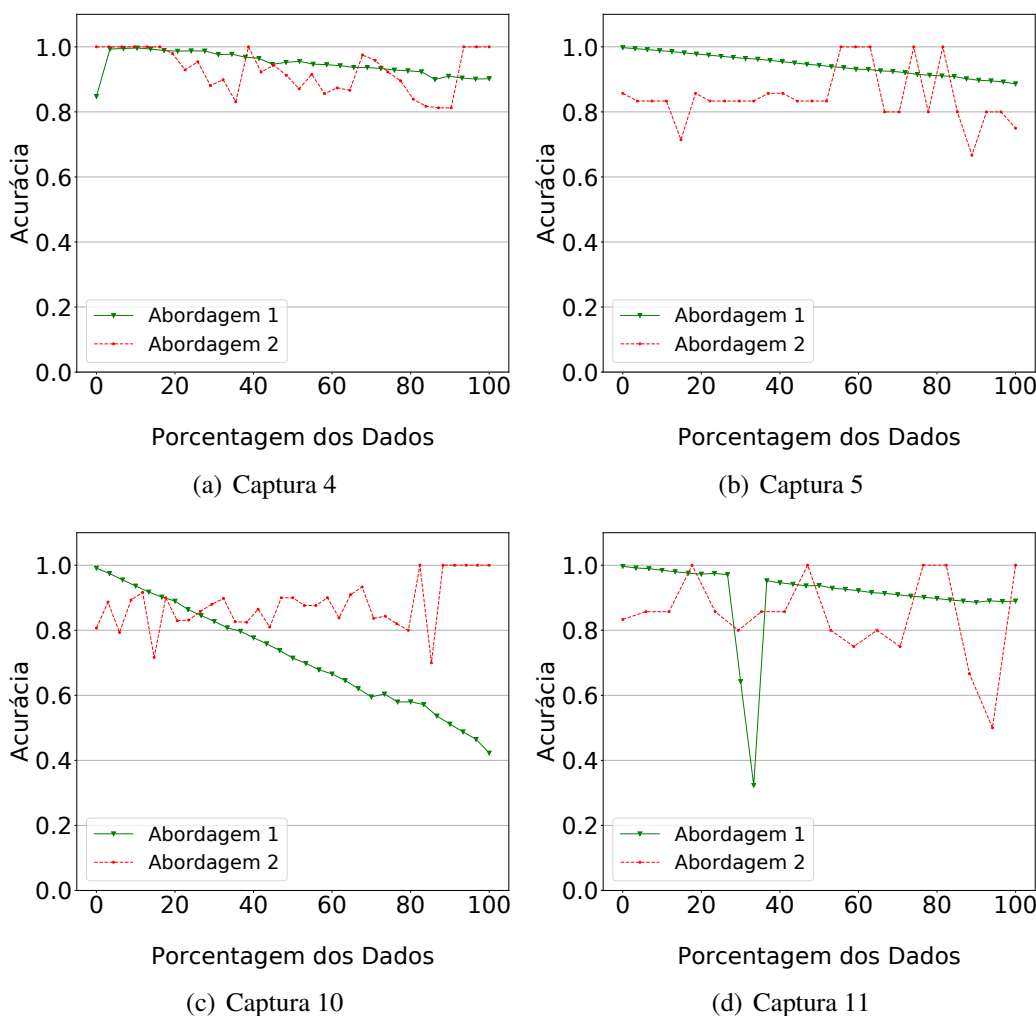 1.0
0.8
0.6
0.4
0.2
0.0
Acurácia
Abordagem 1
Abordagem 2
0 20 40 60 80 100
Porcentagem dos Dados
(a) Captura 4
1.0
0.8
0.6
0.4
0.2
0.0
Acurácia
Abordagem 1
Abordagem 2
0 20 40 60 80 100
Porcentagem dos Dados
(b) Captura 5
1.0
0.8
0.6
0.4
0.2
0.0
Acurácia
Abordagem 1
Abordagem 2
0 20 40 60 80 100
Porcentagem dos Dados
(c) Captura 10
1.0
0.8
0.6
0.4
0.2
0.0
Acurácia
Abordagem 1
Abordagem 2
0 20 40 60 80 100
Porcentagem dos Dados
(d) Captura 11